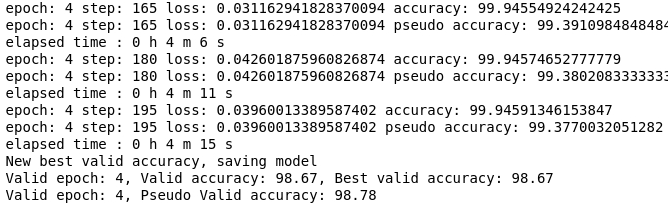 epoch: 4 step: 165 loss: 0.031162941828370094 accuracy: 99.94554924242425
epoch: 4 step: 165 loss: 0.031162941828370094 pseudo accuracy: 99.3910984848484
elapsed time : 0 h 4 m 6 s
epoch: 4 step: 180 loss: 0.042601875960826874 accuracy: 99.94574652777779
epoch: 4 step: 180 loss: 0.042601875960826874 pseudo accuracy: 99.3802083333333
elapsed time : 0 h 4 m 11 s
epoch: 4 step: 195 loss: 0.03960013389587402 accuracy: 99.94591346153847
epoch: 4 step: 195 loss: 0.03960013389587402 pseudo accuracy: 99.3770032051282
elapsed time : 0 h 4 m 15 s
New best valid accuracy, saving model
Valid epoch: 4, Valid accuracy: 98.67, Best valid accuracy: 98.67
Valid epoch: 4, Pseudo Valid accuracy: 98.78